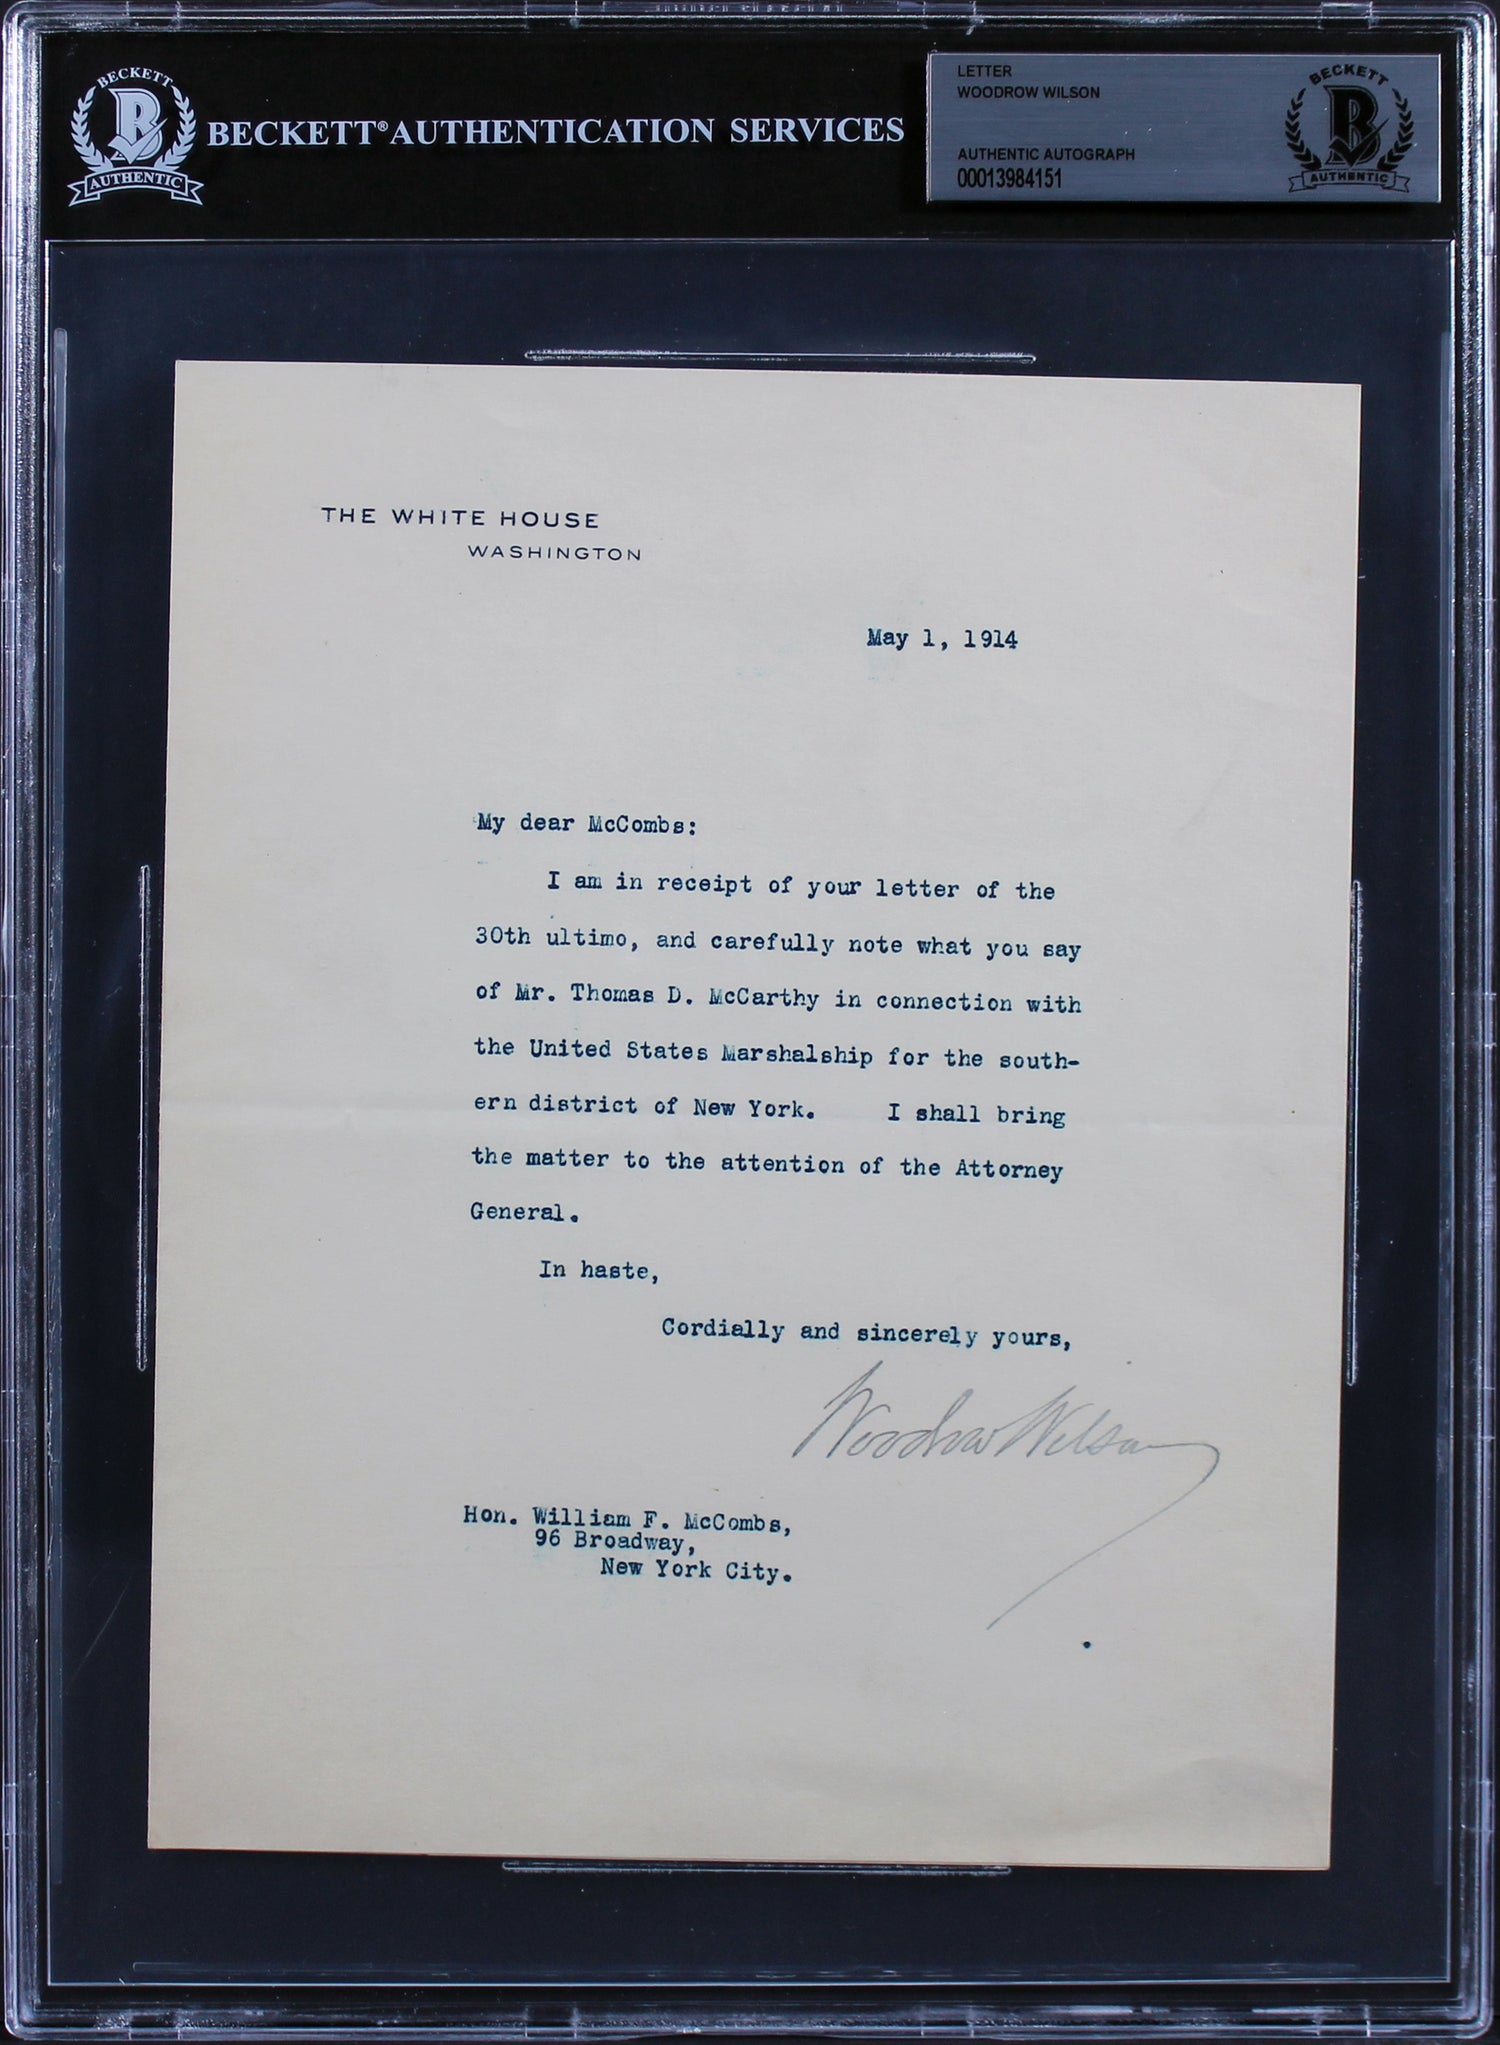 BECKETT
B
AUTHENTIC
BECKETT® AUTHENTICATION SERVICES
LETTER
WOODROW WILSON
AUTHENTIC AUTOGRAPH
00013984151
BECKETT
B
AUTHENTIC
THE WHITE HOUSE
WASHINGTON
May 1, 1914
My dear McCombs:
I am in receipt of your letter of the
30th ultimo, and carefully note what you say
of Mr. Thomas D. McCarthy in connection with
the United States Marshalship for the south-
ern district of New York. I shall bring
the matter to the attention of the Attorney
General.
In haste,
Cordially and sincerely yours,
Woodrow Wilson
Hon. William F. McCombs,
96 Broadway,
New York City.